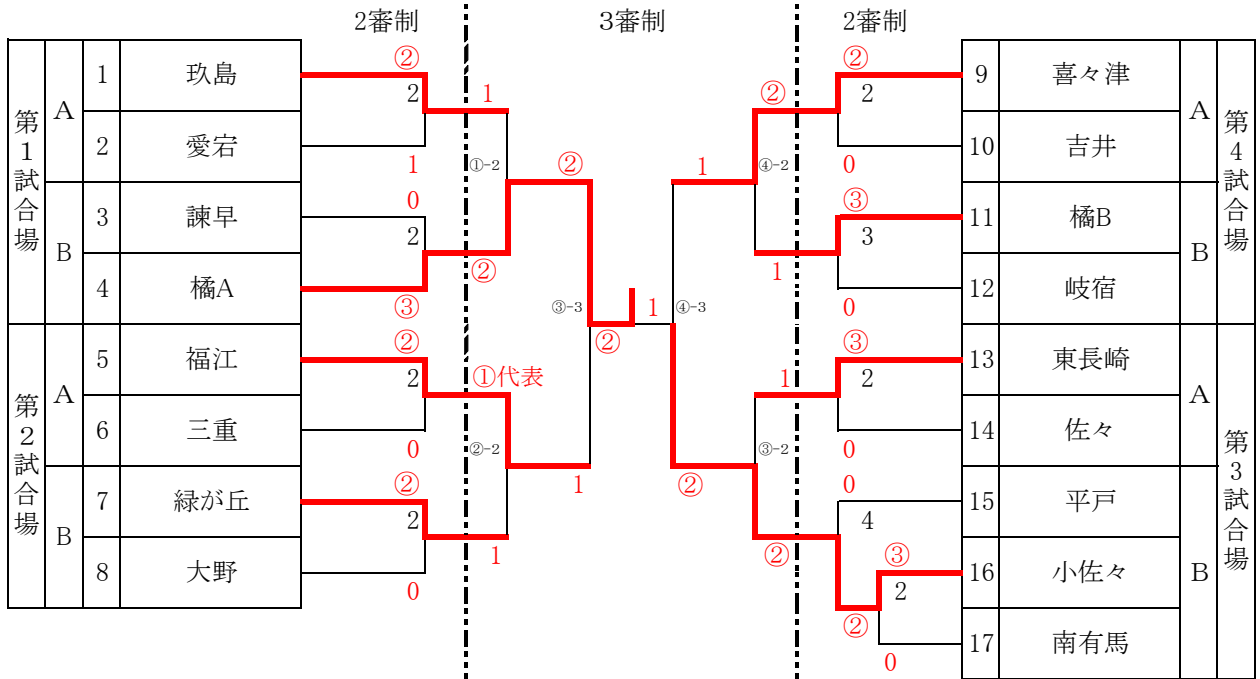 2審制 3審制 2審制
第1試合場
A
1 玖島 ②
2 1
2 愛宕 1
①-2 ②
B
3 諫早 0
2
4 橘A ③
②
第2試合場
A
5 福江 ②
2 ①代表
6 三重 0
②-2 1
B
7 緑が丘 ②
2 1
8 大野 0
③-3 ② 1 ④-3
第4試合場
A
② 9 喜々津
② 2
0 10 吉井
1 ④-2
B
③ 11 橘B
1 3
0 12 岐宿
第3試合場
A
③ 13 東長崎
1 2
0 14 佐々
② ③-2
B
0 15 平戸
② 4
③ 16 小佐々
② 2
0 17 南有馬